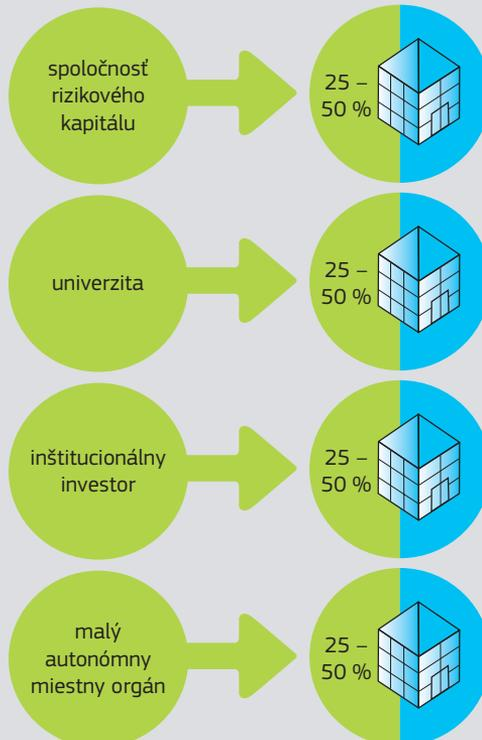 spoločnosť
rizikového
kapitálu
25 –
50 %
univerzita
25 –
50 %
inštitucionálny
investor
25 –
50 %
malý
autonómny
miestny orgán
25 –
50 %